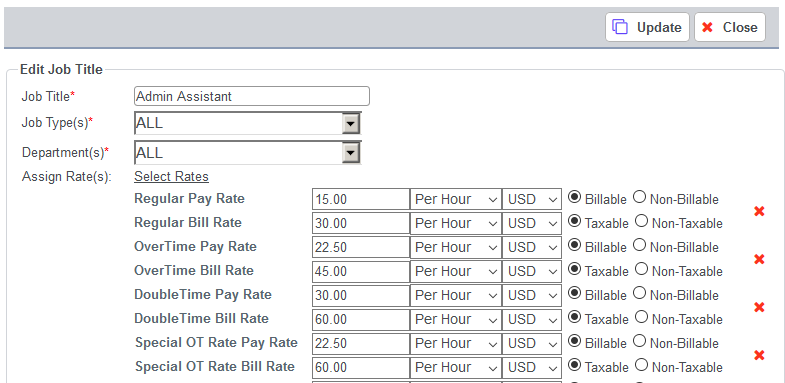 Update Close
Edit Job Title
Job Title* Admin Assistant
Job Type(s)* ALL
Department(s)* ALL
Assign Rate(s): Select Rates
Regular Pay Rate 15.00 Per Hour USD Billable Non-Billable
Regular Bill Rate 30.00 Per Hour USD Taxable Non-Taxable
OverTime Pay Rate 22.50 Per Hour USD Billable Non-Billable
OverTime Bill Rate 45.00 Per Hour USD Taxable Non-Taxable
DoubleTime Pay Rate 30.00 Per Hour USD Billable Non-Billable
DoubleTime Bill Rate 60.00 Per Hour USD Taxable Non-Taxable
Special OT Rate Pay Rate 22.50 Per Hour USD Billable Non-Billable
Special OT Rate Bill Rate 60.00 Per Hour USD Taxable Non-Taxable